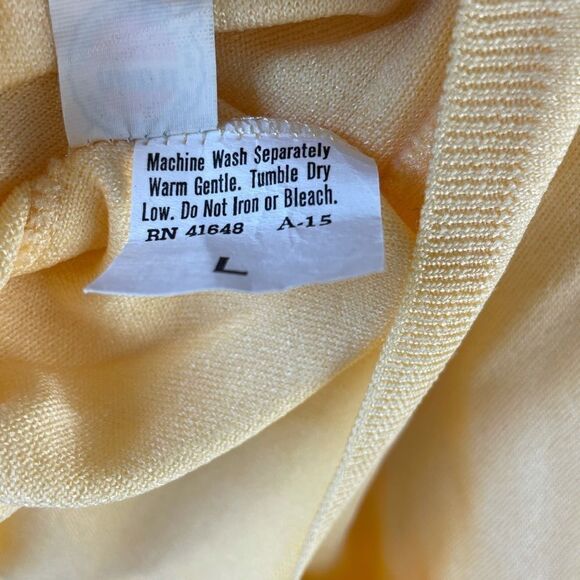 Machine Wash Separately
Warm Gentle. Tumble Dry
Low. Do Not Iron or Bleach.
RN 41648 A-15
L